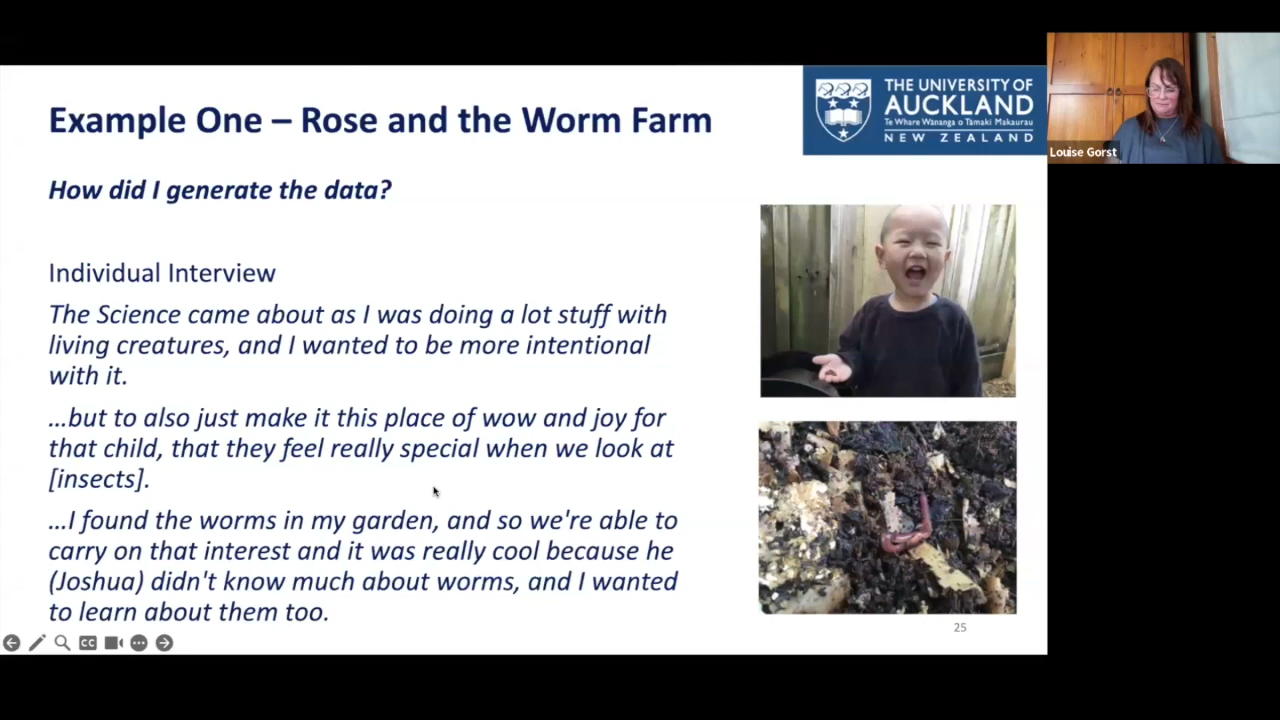 Example One – Rose and the Worm Farm
THE UNIVERSITY OF
AUCKLAND
Te Whare Wānanga o Tāmaki Makaurau
NEW ZEALAND
Louise Gorst
How did I generate the data?
Individual Interview
The Science came about as I was doing a lot stuff with
living creatures, and I wanted to be more intentional
with it.
…but to also just make it this place of wow and joy for
that child, that they feel really special when we look at
[insects].
…I found the worms in my garden, and so we're able to
carry on that interest and it was really cool because he
(Joshua) didn't know much about worms, and I wanted
to learn about them too.
25
CC